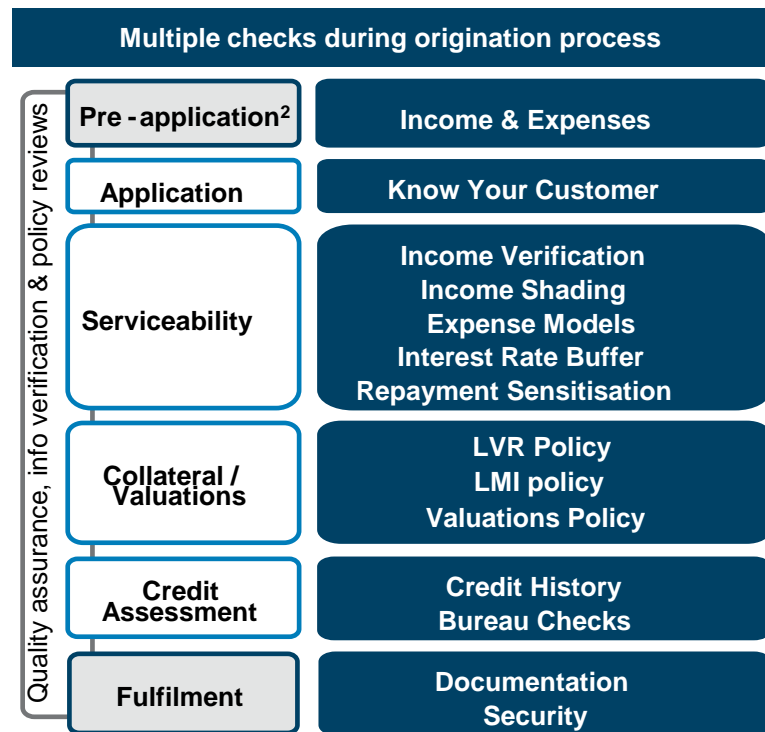 Multiple checks during origination process
Quality assurance, info verification & policy reviews
Pre - application²
Income & Expenses
Application
Know Your Customer
Serviceability
Income Verification
Income Shading
Expense Models
Interest Rate Buffer
Repayment Sensitisation
Collateral /
Valuations
LVR Policy
LMI policy
Valuations Policy
Credit
Assessment
Credit History
Bureau Checks
Fulfilment
Documentation
Security